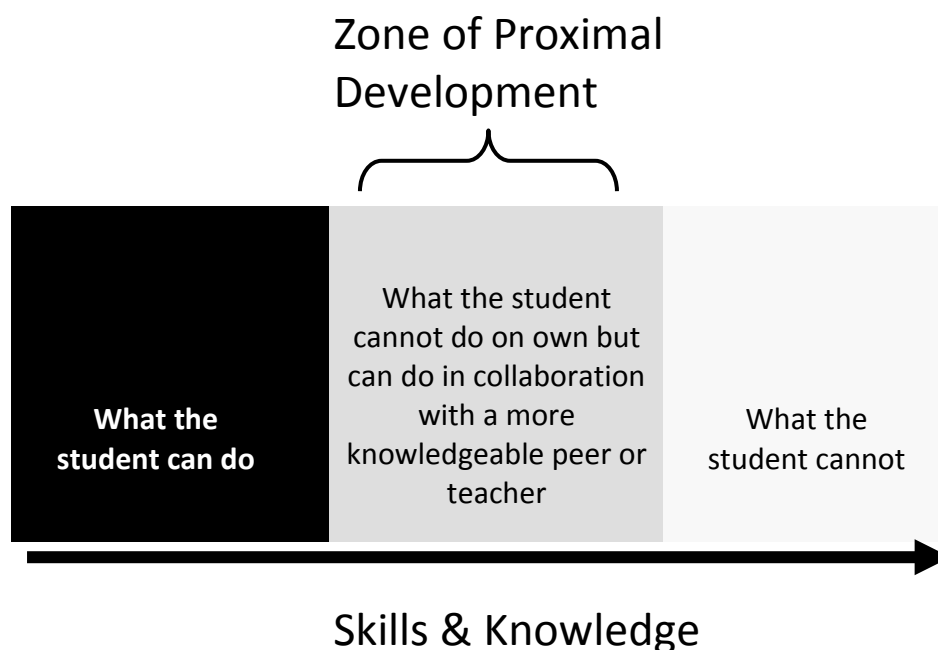 Zone of Proximal
Development
What the
student can do
What the student
cannot do on own but
can do in collaboration
with a more
knowledgeable peer or
teacher
What the
student cannot
Skills & Knowledge